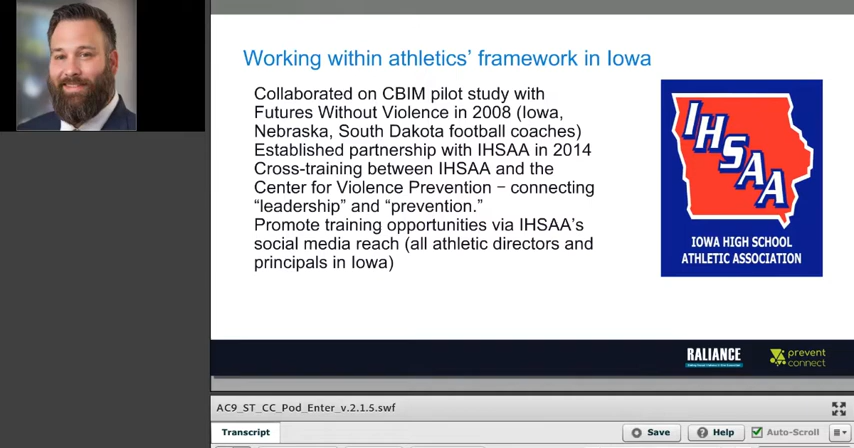 Working within athletics’ framework in Iowa
Collaborated on CBIM pilot study with
Futures Without Violence in 2008 (Iowa,
Nebraska, South Dakota football coaches)
Established partnership with IHSAA in 2014
Cross-training between IHSAA and the
Center for Violence Prevention – connecting
“leadership” and “prevention.”
Promote training opportunities via IHSAA’s
social media reach (all athletic directors and
principals in Iowa)
IHSAA
IOWA HIGH SCHOOL
ATHLETIC ASSOCIATION
RALIANCE
prevent
connect
AC9_ST_CC_Pod_Enter_v.2.1.5.swf
Transcript
Save
Help
Auto-Scroll